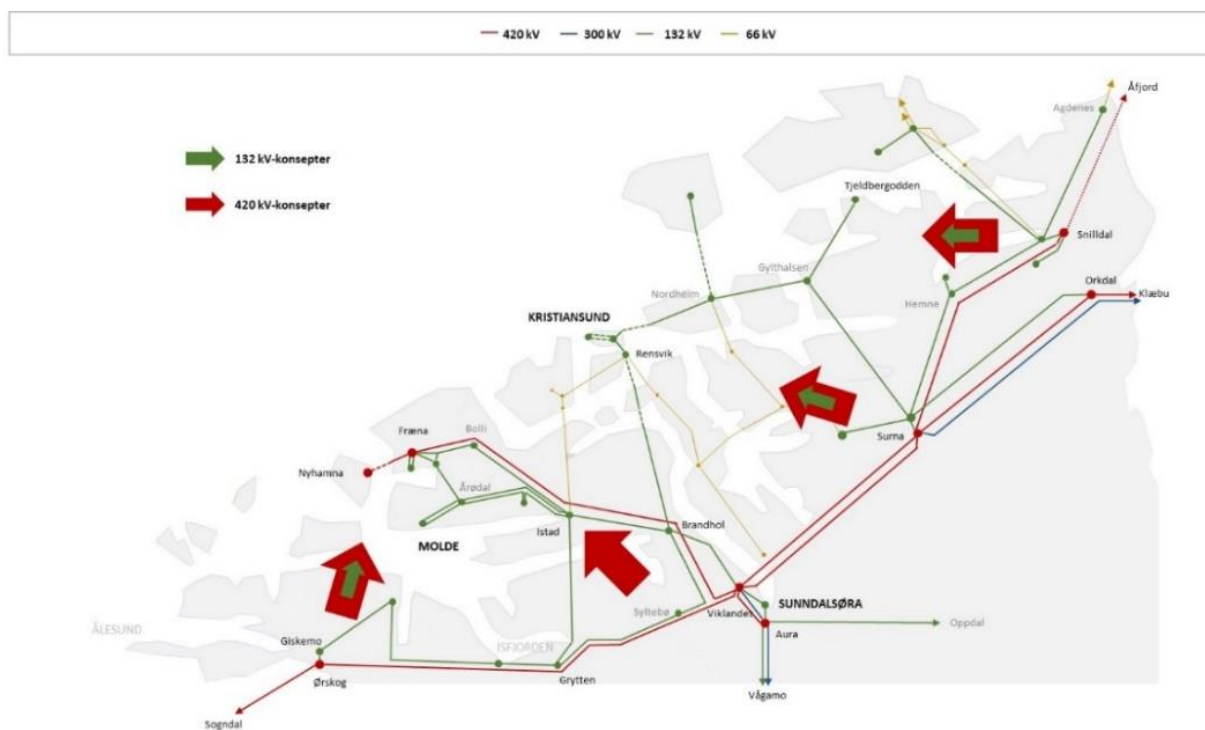 420 kV 300 kV 132 kV 66 kV
Åfjord
Agdenes
132 kV-konsepter
420 kV-konsepter
Tjeldbergodden
Snilldal
Gylthalsen
Orkdal
Klæbu
Nordheim
Hemne
KRISTIANSUND
Rensvik
Fræna
Bolli
Surna
Nyhamna
Årødal
Istad
Brandhol
MOLDE
Syltebø
Viklandet
SUNNDALSØRA
ÅLESUND
Giskemo
ISFJORDEN
Aura
Oppdal
Ørskog
Grytten
Vågamo
Sogndal